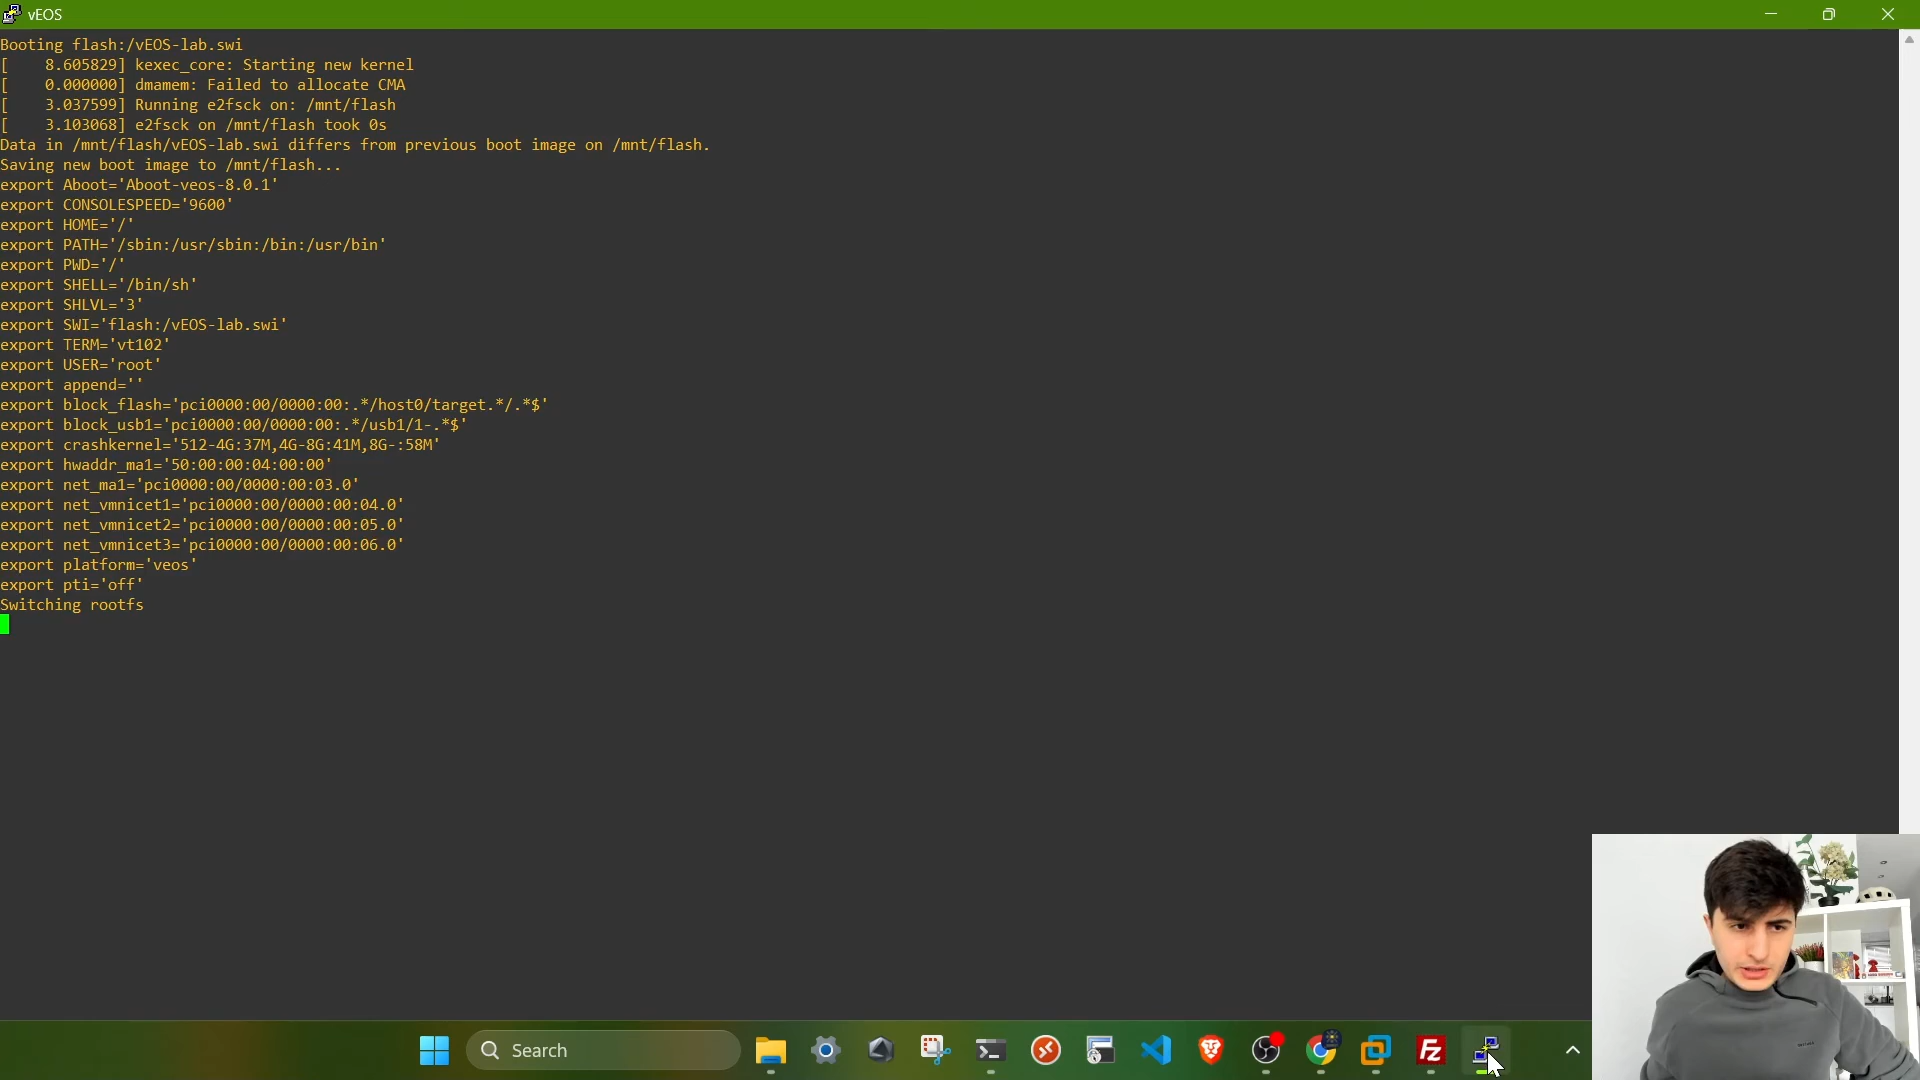 vEOS
Booting flash:/vEOS-lab.swi
[    8.605829] kexec_core: Starting new kernel
[    0.000000] dmamem: Failed to allocate CMA
[    3.037599] Running e2fsck on: /mnt/flash
[    3.103068] e2fsck on /mnt/flash took 0s
Data in /mnt/flash/vEOS-lab.swi differs from previous boot image on /mnt/flash.
Saving new boot image to /mnt/flash...
export Aboot='Aboot-veos-8.0.1'
export CONSOLESPEED='9600'
export HOME='/'
export PATH='/sbin:/usr/sbin:/bin:/usr/bin'
export PWD='/'
export SHELL='/bin/sh'
export SHLVL='3'
export SWI='flash:/vEOS-lab.swi'
export TERM='vt102'
export USER='root'
export append=''
export block_flash='pci0000:00/0000:00:.*/host0/target.*/.*$'
export block_usb1='pci0000:00/0000:00:.*/usb1/1-.*$'
export crashkernel='512-4G:37M,4G-8G:41M,8G-:58M'
export hwaddr_ma1='50:00:00:04:00:00'
export net_ma1='pci0000:00/0000:00:03.0'
export net_vmnicet1='pci0000:00/0000:00:04.0'
export net_vmnicet2='pci0000:00/0000:00:05.0'
export net_vmnicet3='pci0000:00/0000:00:06.0'
export platform='veos'
export pti='off'
Switching rootfs
Search
Fz